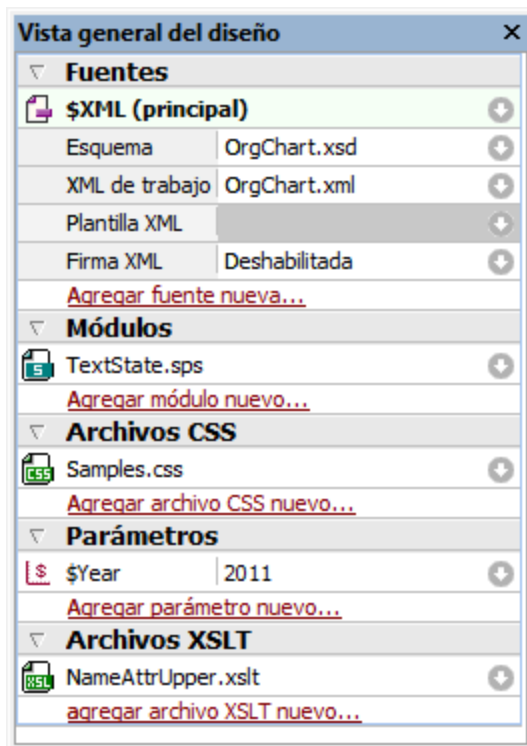 Vista general del diseño
Fuentes
$XML (principal)
Esquema OrgChart.xsd
XML de trabajo OrgChart.xml
Plantilla XML
Firma XML Deshabilitada
Agregar fuente nueva...
Módulos
TextState.sps
Agregar módulo nuevo...
Archivos CSS
Samples.css
Agregar archivo CSS nuevo...
Parámetros
$Year 2011
Agregar parámetro nuevo...
Archivos XSLT
NameAttrUpper.xslt
agregar archivo XSLT nuevo...